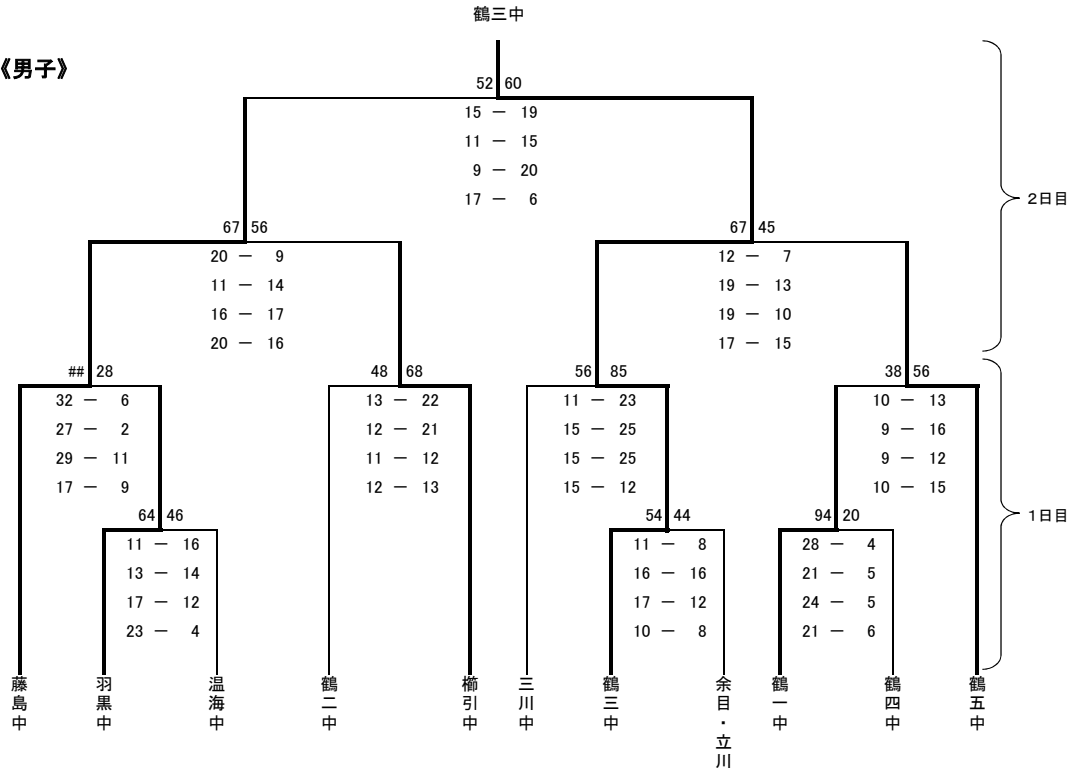 鶴三中
《男子》
52 60
15 － 19
11 － 15
9 － 20
17 － 6
2日目
67 56
20 － 9
11 － 14
16 － 17
20 － 16
67 45
12 － 7
19 － 13
19 － 10
17 － 15
## 28
32 － 6
27 － 2
29 － 11
17 － 9
48 68
13 － 22
12 － 21
11 － 12
12 － 13
56 85
11 － 23
15 － 25
15 － 25
15 － 12
38 56
10 － 13
9 － 16
9 － 12
10 － 15
1日目
64 46
11 － 16
13 － 14
17 － 12
23 － 4
54 44
11 － 8
16 － 16
17 － 12
10 － 8
94 20
28 － 4
21 － 5
24 － 5
21 － 6
藤島中
羽黒中
温海中
鶴二中
櫛引中
三川中
鶴三中
余目・立川
鶴一中
鶴四中
鶴五中